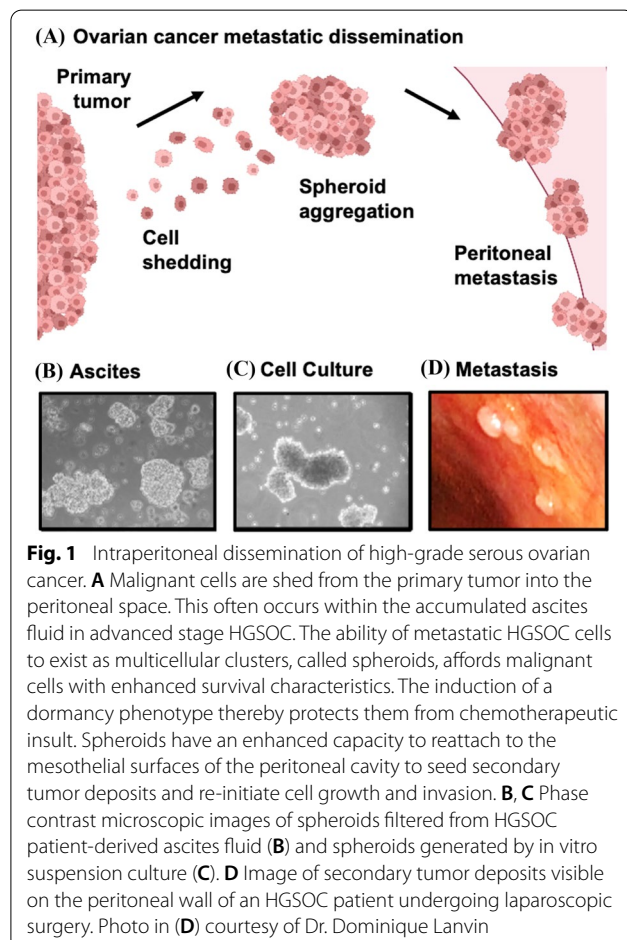 (A) Ovarian cancer metastatic dissemination
Primary
tumor
Cell
shedding
Spheroid
aggregation
Peritoneal
metastasis
(B) Ascites
(C) Cell Culture
(D) Metastasis
Fig. 1 Intraperitoneal dissemination of high-grade serous ovarian
cancer. A Malignant cells are shed from the primary tumor into the
peritoneal space. This often occurs within the accumulated ascites
fluid in advanced stage HGSOC. The ability of metastatic HGSOC cells
to exist as multicellular clusters, called spheroids, affords malignant
cells with enhanced survival characteristics. The induction of a
dormancy phenotype thereby protects them from chemotherapeutic
insult. Spheroids have an enhanced capacity to reattach to the
mesothelial surfaces of the peritoneal cavity to seed secondary
tumor deposits and re-initiate cell growth and invasion. B, C Phase
contrast microscopic images of spheroids filtered from HGSOC
patient-derived ascites fluid (B) and spheroids generated by in vitro
suspension culture (C). D Image of secondary tumor deposits visible
on the peritoneal wall of an HGSOC patient undergoing laparoscopic
surgery. Photo in (D) courtesy of Dr. Dominique Lanvin